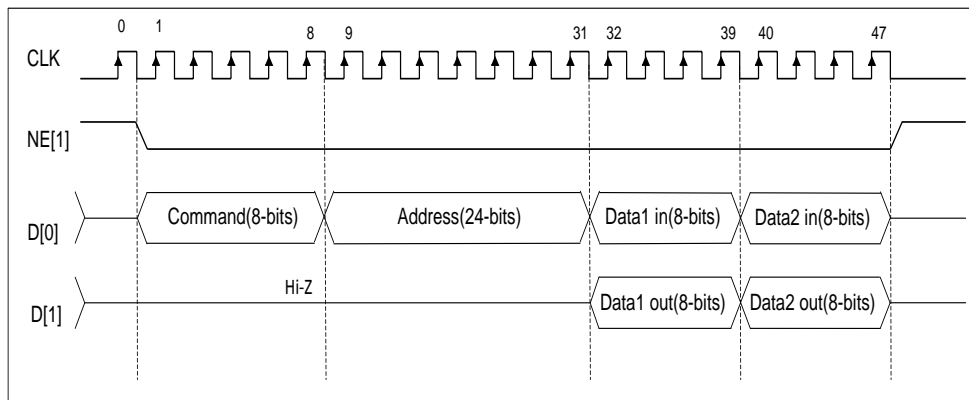 0 1 8 9 31 32 39 40 47
CLK
NE[1]
D[0] Command(8-bits) Address(24-bits) Data1 in(8-bits) Data2 in(8-bits)
Hi-Z
D[1] Data1 out(8-bits) Data2 out(8-bits)